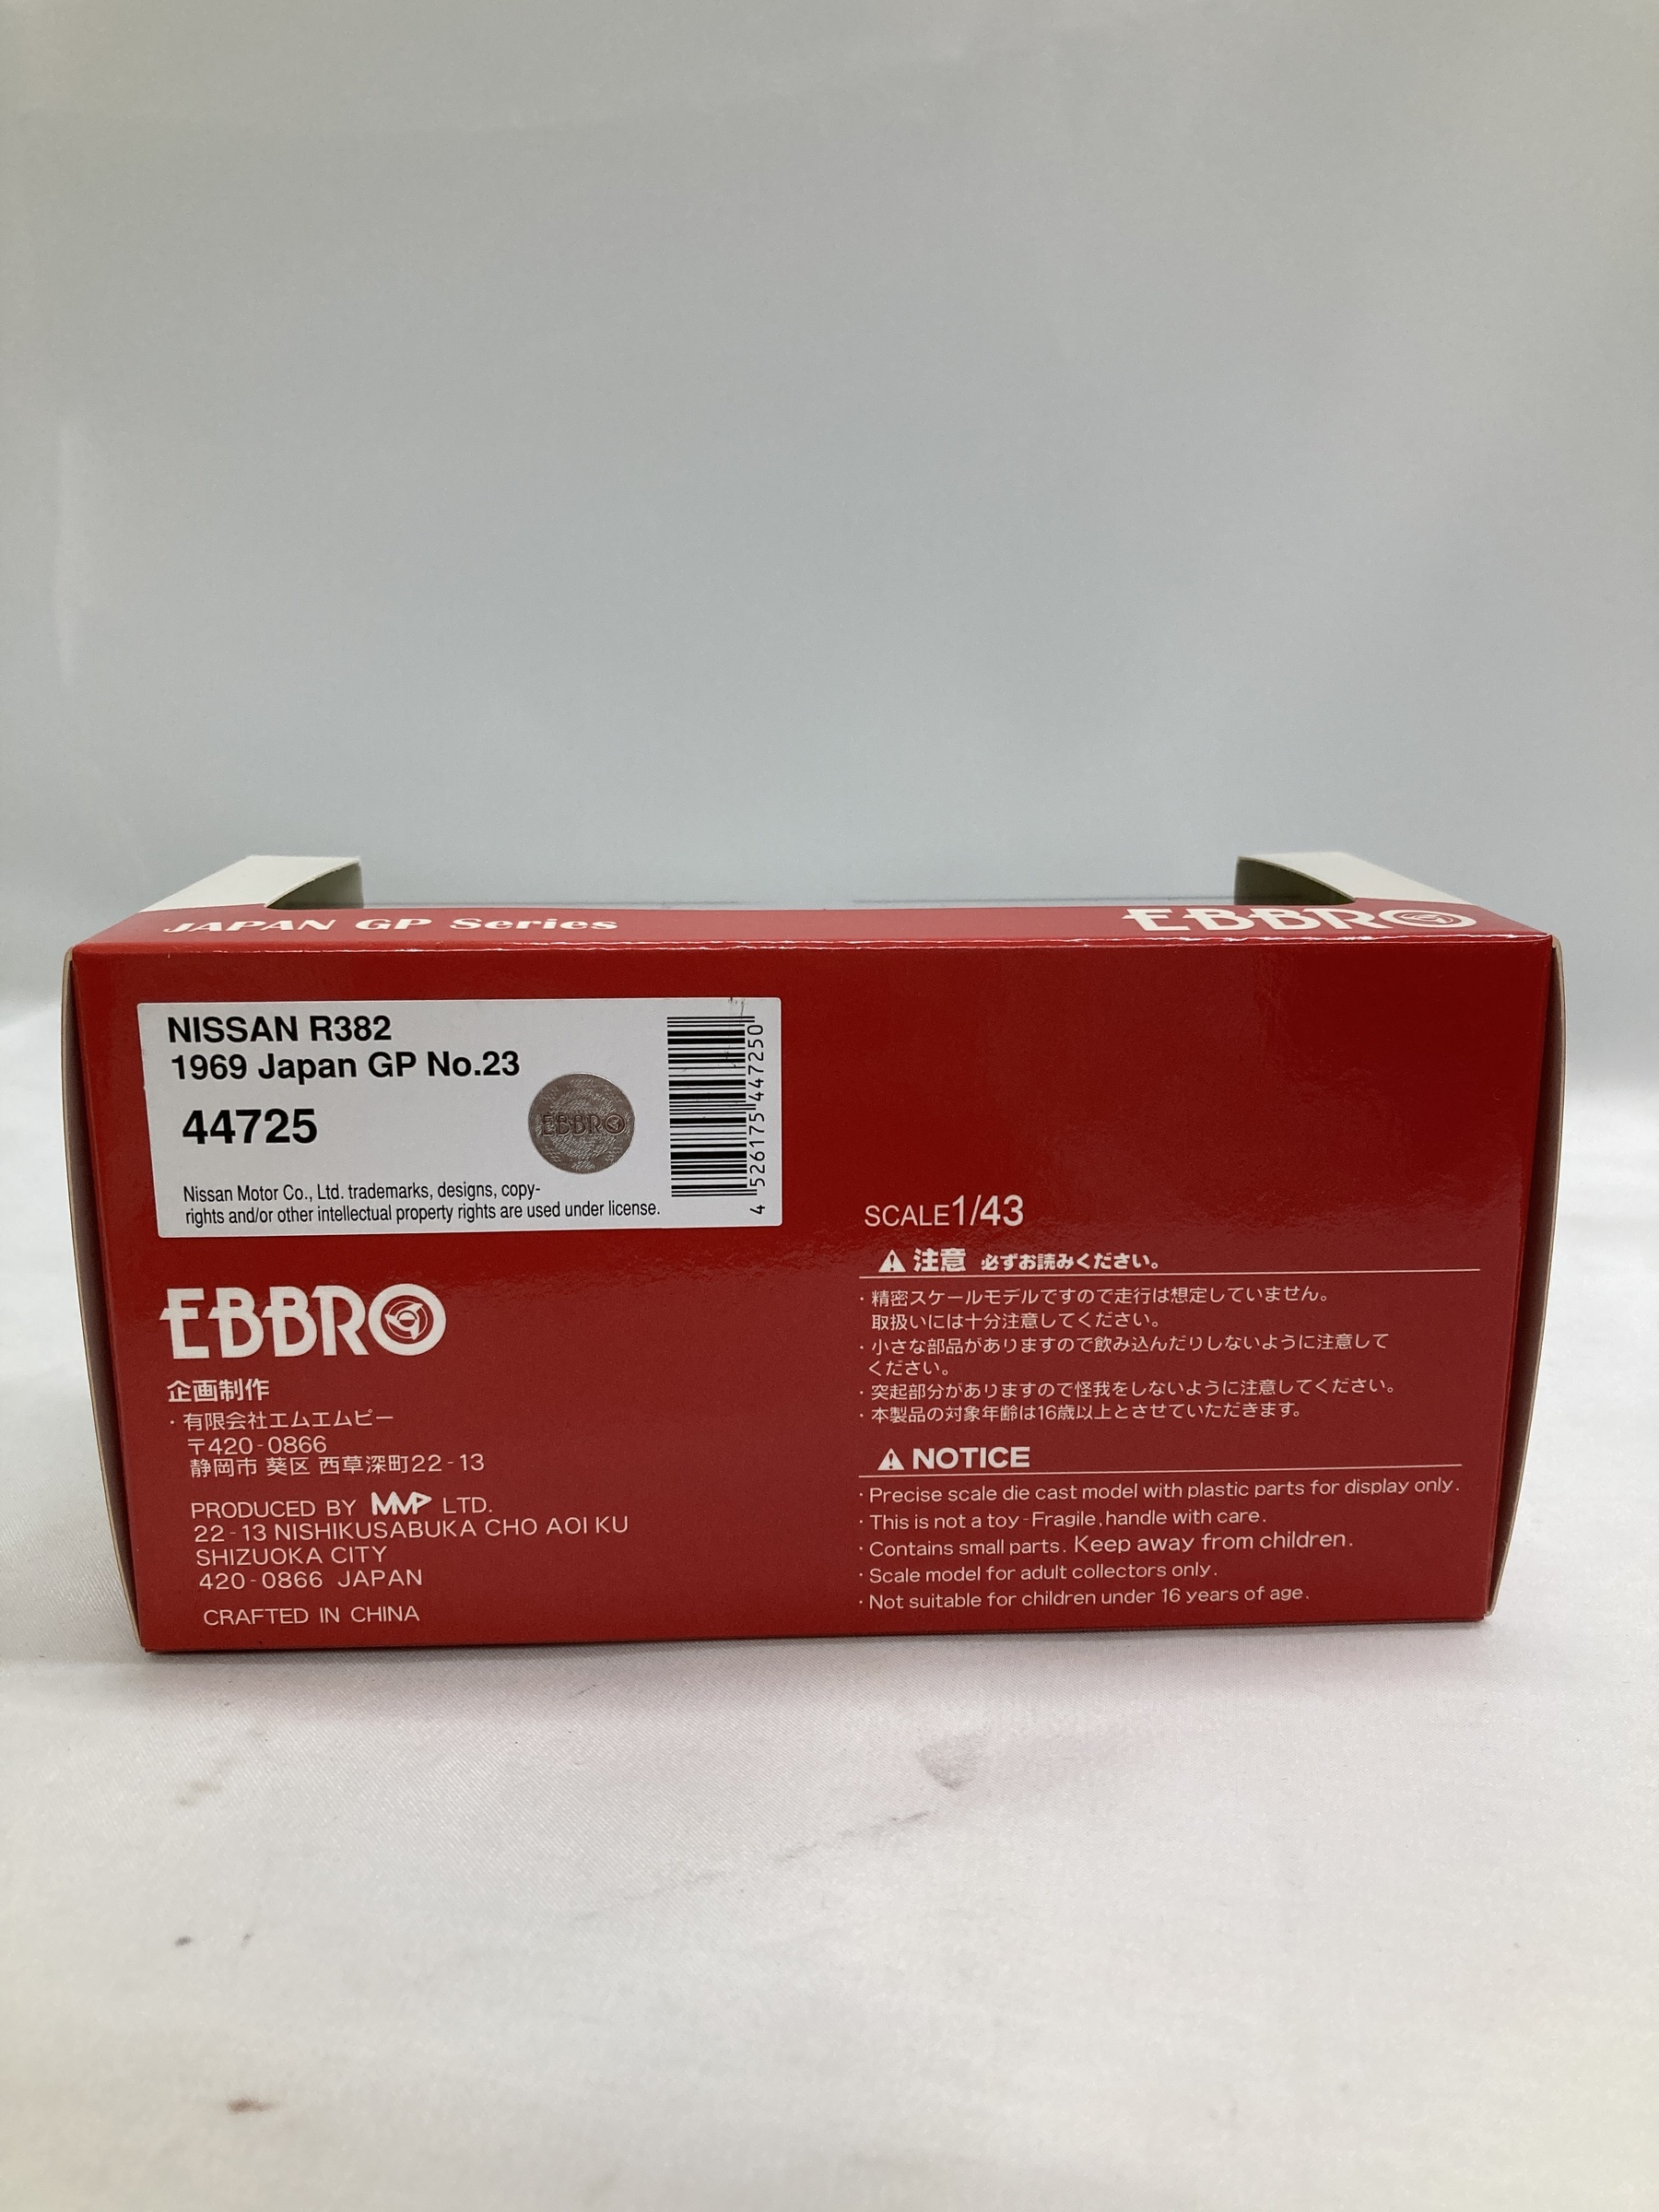 JAPAN GP Series
EBBRO
NISSAN R382
1969 Japan GP No.23
44725
EBBRO
Nissan Motor Co., Ltd. trademarks, designs, copy-
rights and/or other intellectual property rights are used under license.
4 526175 447250
EBBRO
企画制作
・有限会社エムエムピー
〒420-0866
静岡市 葵区 西草深町22-13
PRODUCED BY MMP LTD.
22-13 NISHIKUSABUKA CHO AOI KU
SHIZUOKA CITY
420-0866 JAPAN
CRAFTED IN CHINA
SCALE1/43
注意 必ずお読みください。
・精密スケールモデルですので走行は想定していません。
取扱いには十分注意してください。
・小さな部品がありますので飲み込んだりしないように注意して
ください。
・突起部分がありますので怪我をしないように注意してください。
・本製品の対象年齢は16歳以上とさせていただきます。
NOTICE
・Precise scale die cast model with plastic parts for display only.
・This is not a toy-Fragile,handle with care.
・Contains small parts. Keep away from children.
・Scale model for adult collectors only.
・Not suitable for children under 16 years of age.